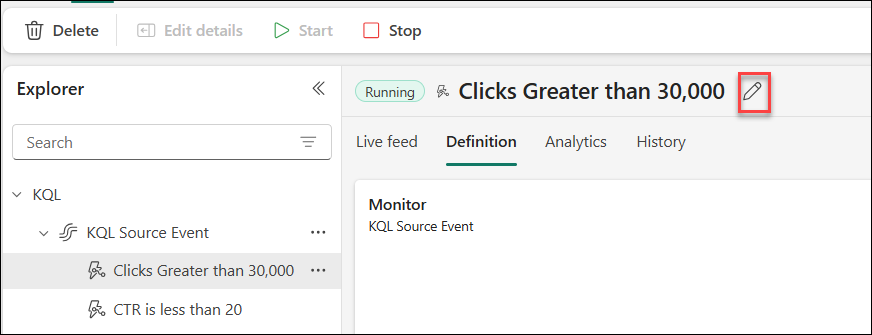 Delete
Edit details
Start
Stop
Explorer
Search
KQL
KQL Source Event
Clicks Greater than 30,000
CTR is less than 20
Running
Clicks Greater than 30,000
Live feed
Definition
Analytics
History
Monitor
KQL Source Event